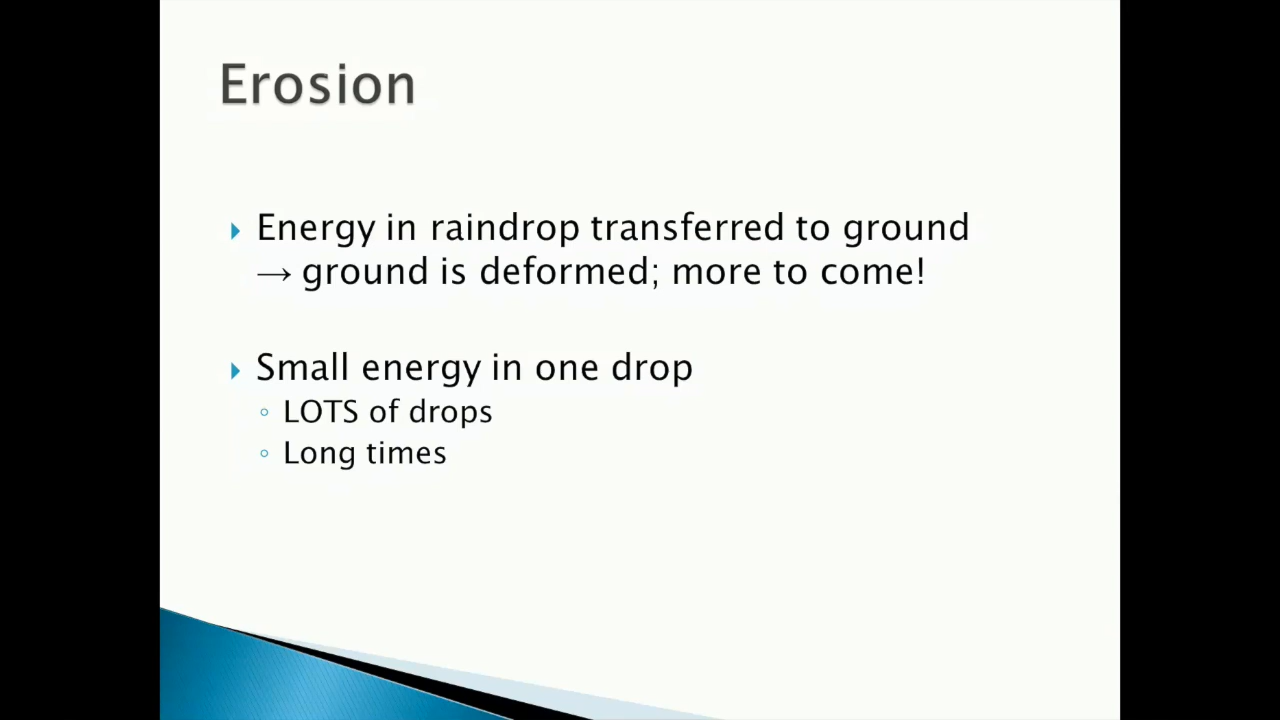 Erosion
Energy in raindrop transferred to ground
→ ground is deformed; more to come!
Small energy in one drop
LOTS of drops
Long times